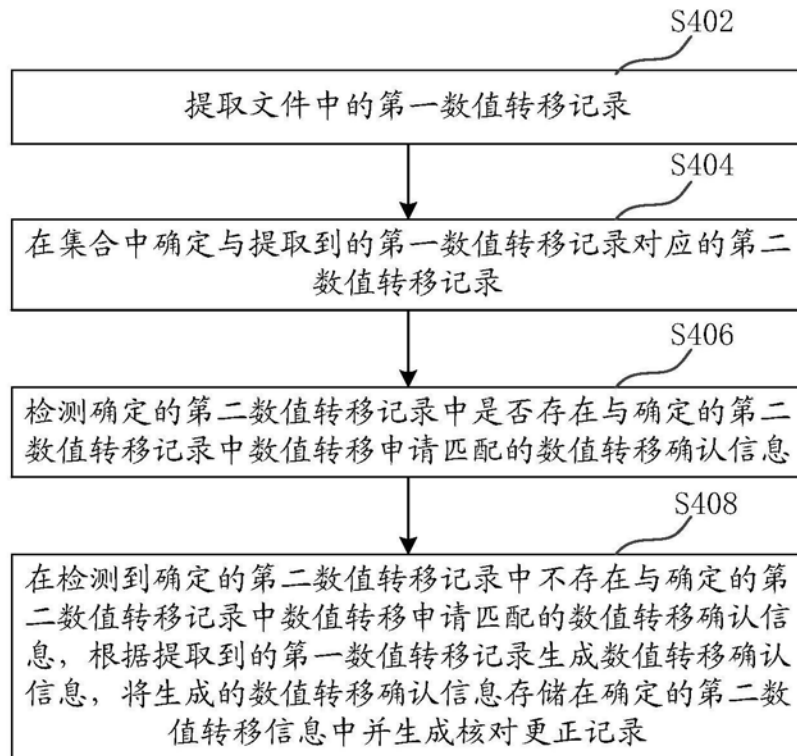 S402
提取文件中的第一数值转移记录
S404
在集合中确定与提取到的第一数值转移记录对应的第二
数值转移记录
S406
检测确定的第二数值转移记录中是否存在与确定的第二
数值转移记录中数值转移申请匹配的数值转移确认信息
S408
在检测到确定的第二数值转移记录中不存在与确定的第
二数值转移记录中数值转移申请匹配的数值转移确认信
息，根据提取到的第一数值转移记录生成数值转移确认
信息，将生成的数值转移确认信息存储在确定的第二数
值转移信息中并生成核对更正记录